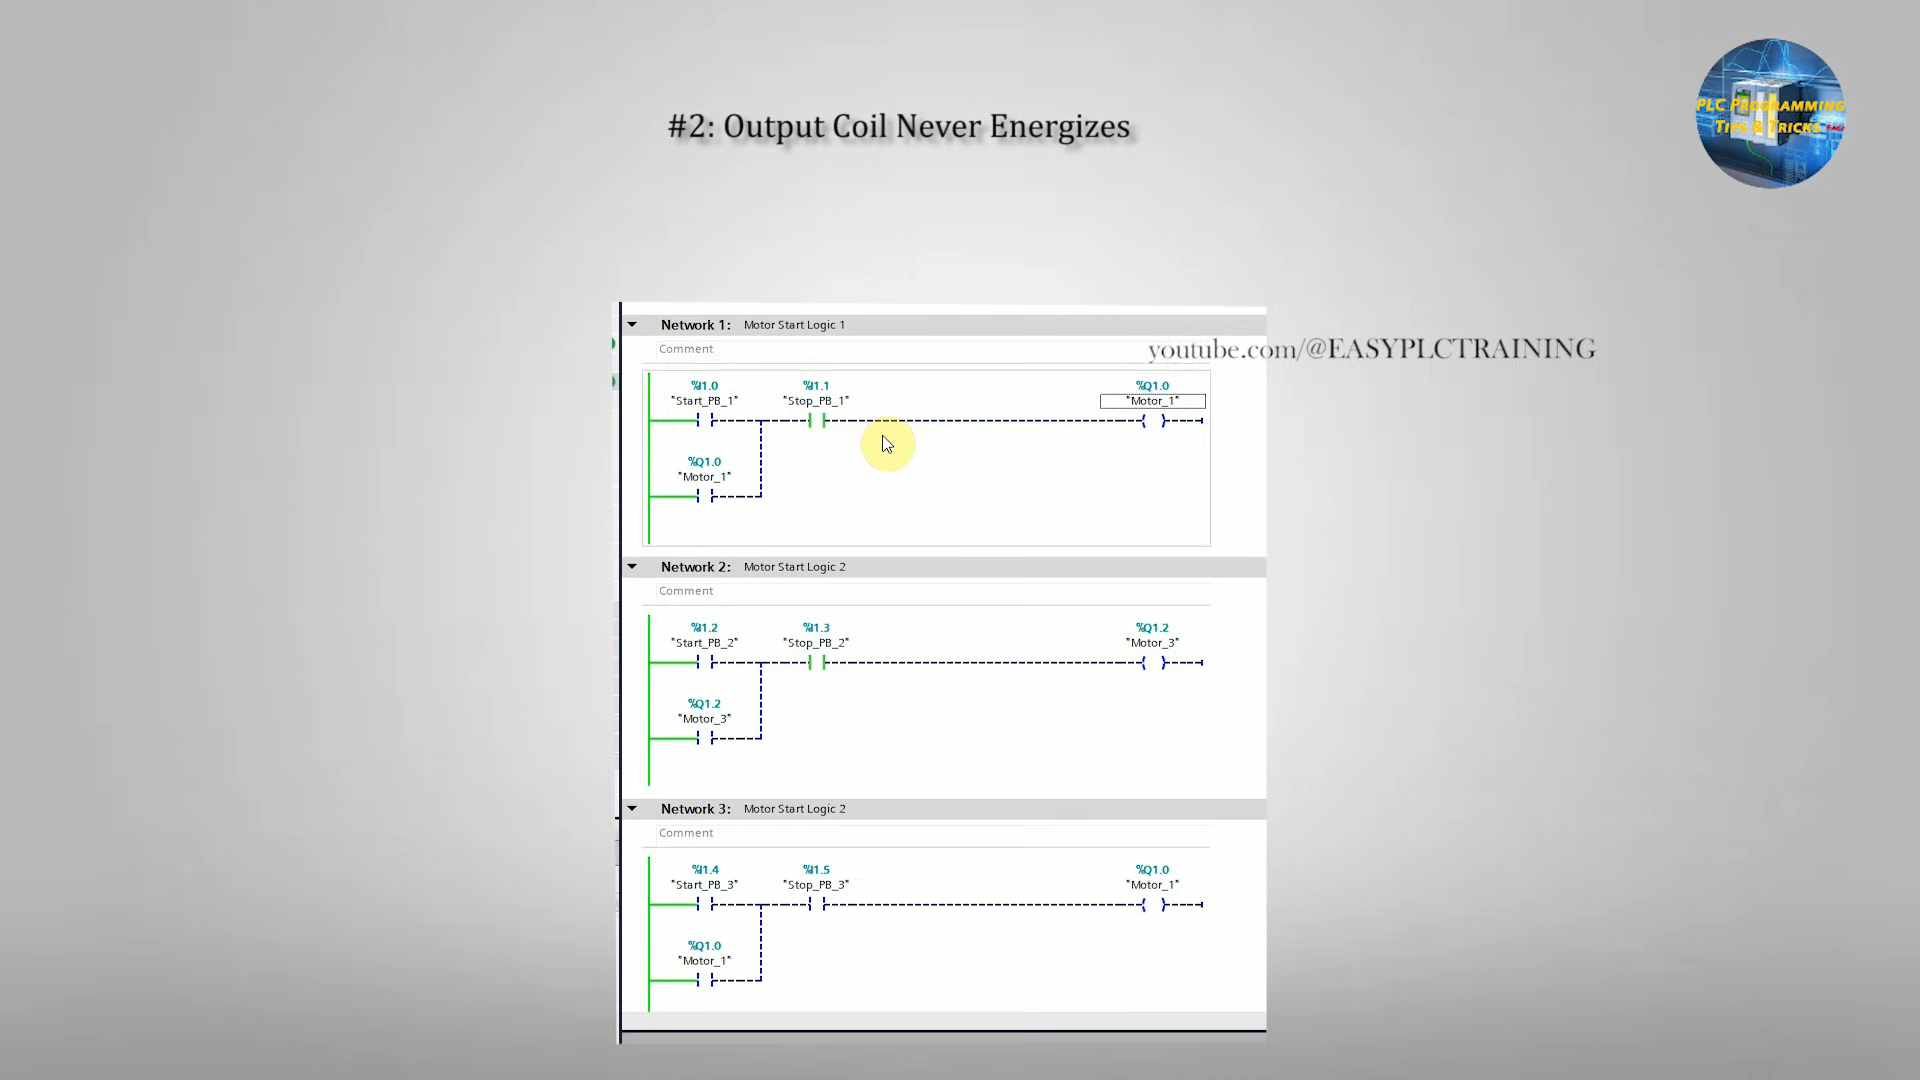 #2: Output Coil Never Energizes
PLC Programming
Tips & Tricks
youtube.com/@EASYPLCTRAINING
Network 1: Motor Start Logic 1
Comment
%I1.0 %I1.1 %Q1.0
"Start_PB_1" "Stop_PB_1" "Motor_1"
%Q1.0
"Motor_1"
Network 2: Motor Start Logic 2
Comment
%I1.2 %I1.3 %Q1.2
"Start_PB_2" "Stop_PB_2" "Motor_3"
%Q1.2
"Motor_3"
Network 3: Motor Start Logic 2
Comment
%I1.4 %I1.5 %Q1.0
"Start_PB_3" "Stop_PB_3" "Motor_1"
%Q1.0
"Motor_1"